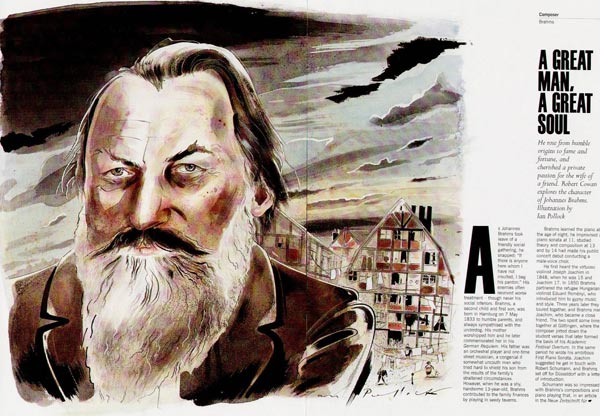 Composer
Brahms
A GREAT
MAN,
A GREAT
SOUL
He rose from humble
origins to fame and
fortune, and
cherished a private
passion for the wife of
a friend. Robert Cowan
explores the character
of Johannes Brahms.
Illustration by
Ian Pollock
As Johannes
Brahms took
leave of a
friendly social
gathering, he
snapped: "If
there is anyone
here whom I
have not
insulted, I beg
his pardon." His
enemies often
received worse
treatment - though never his
social inferiors. Brahms, a
second child and first son, was
born in Hamburg on 7 May
1833 to humble parents, and
always sympathised with the
underdog. His mother
worshipped him and he later
commemorated her in his
German Requiem. His father was
an orchestral player and one-time
street musician, a congenial if
somewhat uncouth man who
tried hard to shield his son from
the results of the family's
straitened circumstances.
However, when he was a shy,
handsome 13-year-old, Brahms
contributed to the family finances
by playing in seedy taverns.
Brahms learned the piano at
the age of eight; he improvised a
piano sonata at 11, studied
theory and composition at 13
and by 14 had made his public
concert debut conducting a
male-voice choir.
He first heard the virtuoso
violinist Joseph Joachim in
1848, when he was 15 and
Joachim 17. In 1850 Brahms
partnered the refugee Hungarian
violinist Eduard Reményi, who
introduced him to gypsy music
and style. Three years later they
toured together, and Brahms met
Joachim, who became a close
friend. The two spent some time
together at Göttingen, where the
composer jotted down the
student verses that later formed
the basis of his Academic
Festival Overture. In the same
period he wrote his ambitious
First Piano Sonata. Joachim
suggested he get in touch with
Robert Schumann, and Brahms
set off for Düsseldorf with a letter
of introduction.
Schumann was so impressed
with Brahms's compositions and
piano playing that, in an article
in the Neue Zeitschrift für
Pollock